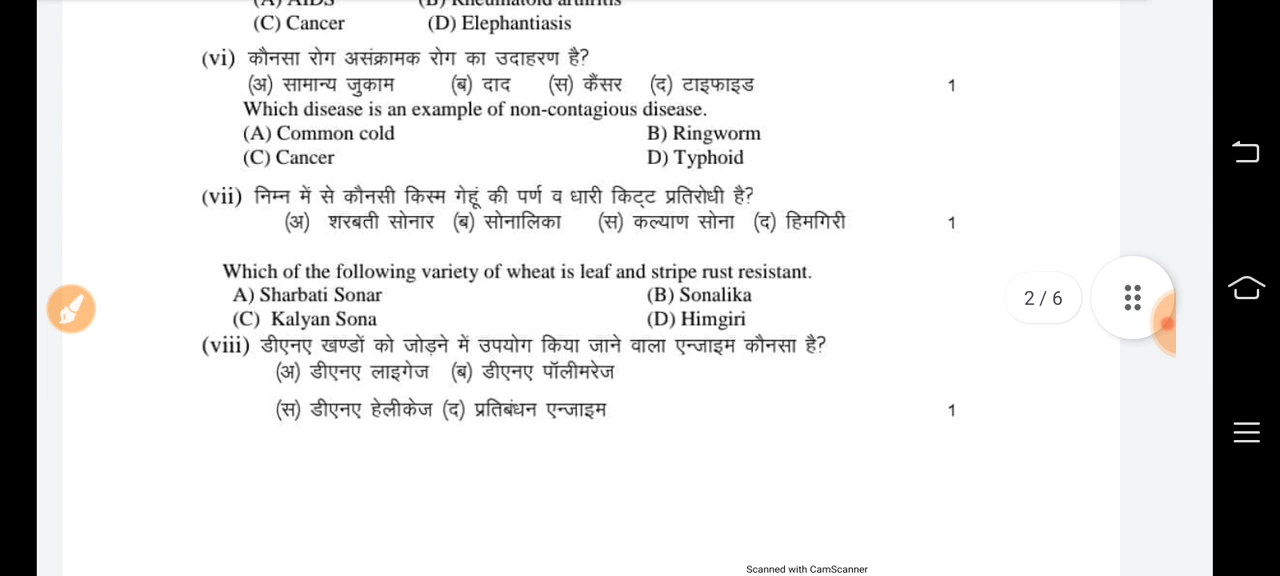 (C) Cancer (D) Elephantiasis
(vi) कौनसा रोग असंक्रामक रोग का उदाहरण है?
(अ) सामान्य जुकाम (ब) दाद (स) कैंसर (द) टाइफाइड 1
Which disease is an example of non-contagious disease.
(A) Common cold B) Ringworm
(C) Cancer D) Typhoid
(vii) निम्न में से कौनसी किस्म गेहूं की पर्ण व धारी किट्ट प्रतिरोधी है?
(अ) शरबती सोनार (ब) सोनालिका (स) कल्याण सोना (द) हिमगिरी 1
Which of the following variety of wheat is leaf and stripe rust resistant.
A) Sharbati Sonar (B) Sonalika
2 / 6
(C) Kalyan Sona (D) Himgiri
(viii) डीएनए खण्डों को जोड़ने में उपयोग किया जाने वाला एन्जाइम कौनसा है?
(अ) डीएनए लाइगेज (ब) डीएनए पॉलीमरेज
(स) डीएनए हेलीकेज (द) प्रतिबंधन एन्जाइम 1
Scanned with CamScanner